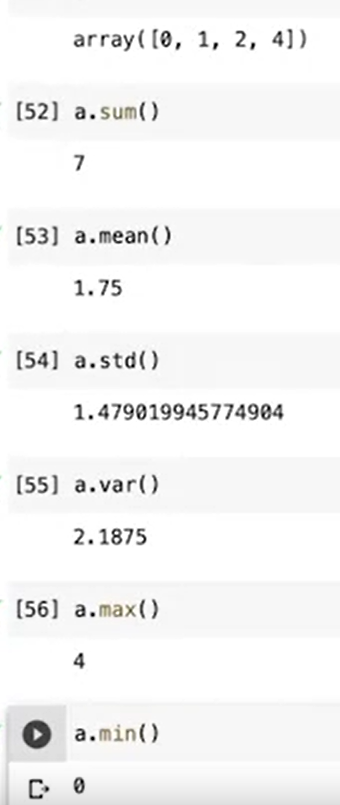 array([0, 1, 2, 4])
[52] a.sum()
7
[53] a.mean()
1.75
[54] a.std()
1.479019945774904
[55] a.var()
2.1875
[56] a.max()
4
a.min()
0